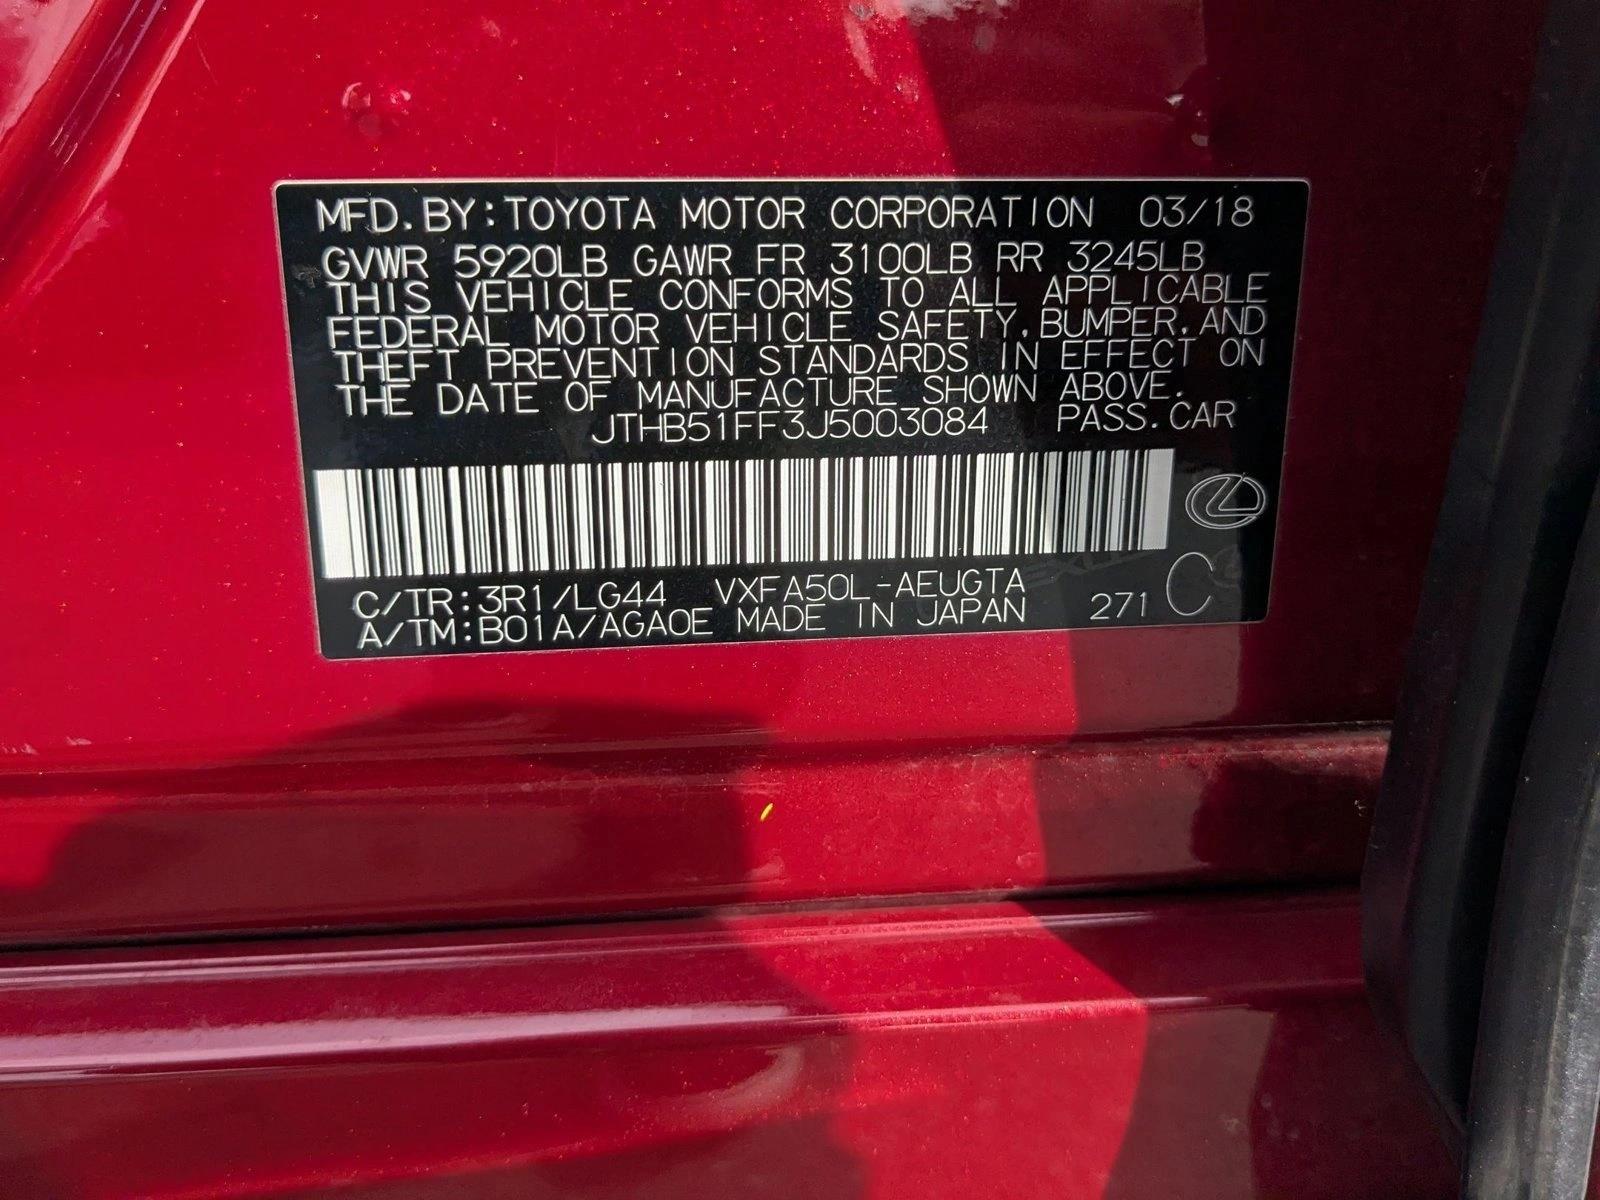 MFD.BY:TOYOTA MOTOR CORPORATION 03/18
GVWR 5920LB GAWR FR 3100LB RR 3245LB
THIS VEHICLE CONFORMS TO ALL APPLICABLE
FEDERAL MOTOR VEHICLE SAFETY,BUMPER,AND
THEFT PREVENTION STANDARDS IN EFFECT ON
THE DATE OF MANUFACTURE SHOWN ABOVE.
JTHB51FF3J5003084 PASS.CAR
C/TR:3R1/LG44 VXFA50L-AEUGTA
A/TM:B01A/AGA0E MADE IN JAPAN 271 C